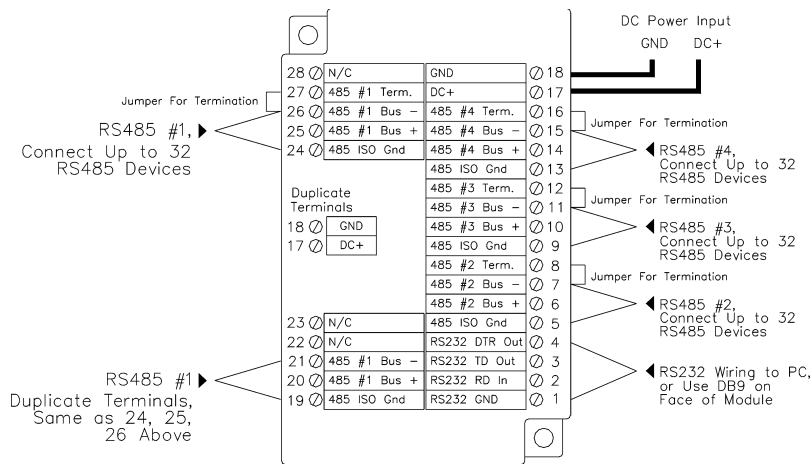 DC Power Input
GND DC+
28 N/C GND 18
27 485 #1 Term. DC+ 17
Jumper For Termination
26 485 #1 Bus - 485 #4 Term. 16
25 485 #1 Bus + 485 #4 Bus - 15
24 485 ISO Gnd 485 #4 Bus + 14
485 ISO Gnd 13
485 #3 Term. 12
485 #3 Bus - 11
485 #3 Bus + 10
485 ISO Gnd 9
485 #2 Term. 8
485 #2 Bus - 7
485 #2 Bus + 6
23 N/C 485 ISO Gnd 5
22 N/C RS232 DTR Out 4
21 485 #1 Bus - RS232 TD Out 3
20 485 #1 Bus + RS232 RD In 2
19 485 ISO Gnd RS232 GND 1
RS485 #1,
Connect Up to 32
RS485 Devices
Duplicate
Terminals
18 GND
17 DC+
RS485 #1
Duplicate Terminals,
Same as 24, 25,
26 Above
Jumper For Termination
RS485 #4,
Connect Up to 32
RS485 Devices
Jumper For Termination
RS485 #3,
Connect Up to 32
RS485 Devices
Jumper For Termination
RS485 #2,
Connect Up to 32
RS485 Devices
RS232 Wiring to PC,
or Use DB9 on
Face of Module